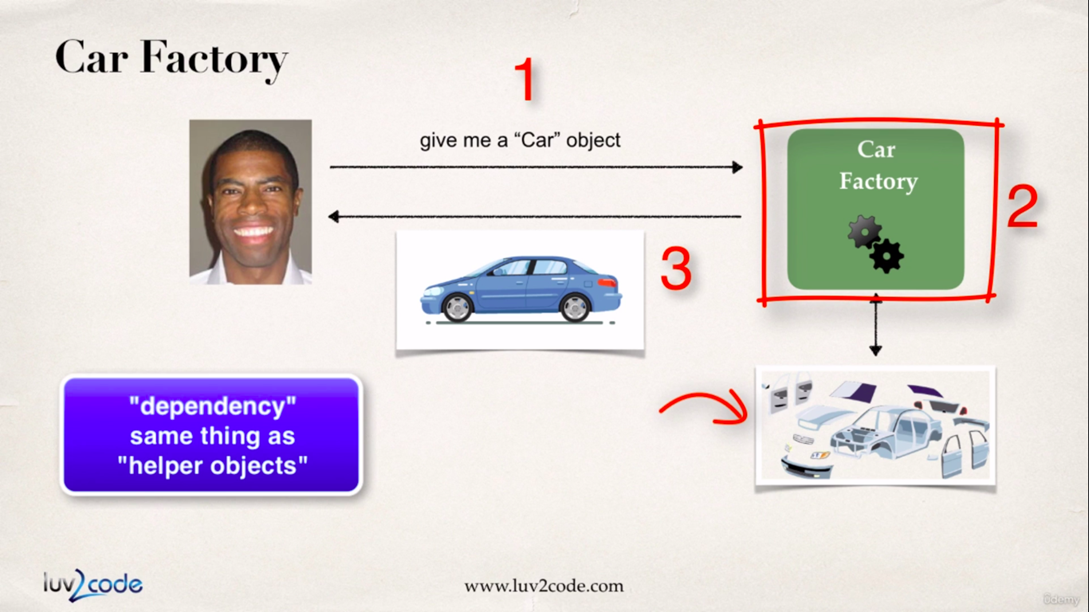 Car Factory
1
give me a "Car" object
Car
Factory
2
3
"dependency"
same thing as
"helper objects"
luv2code
www.luv2code.com
ûdemy